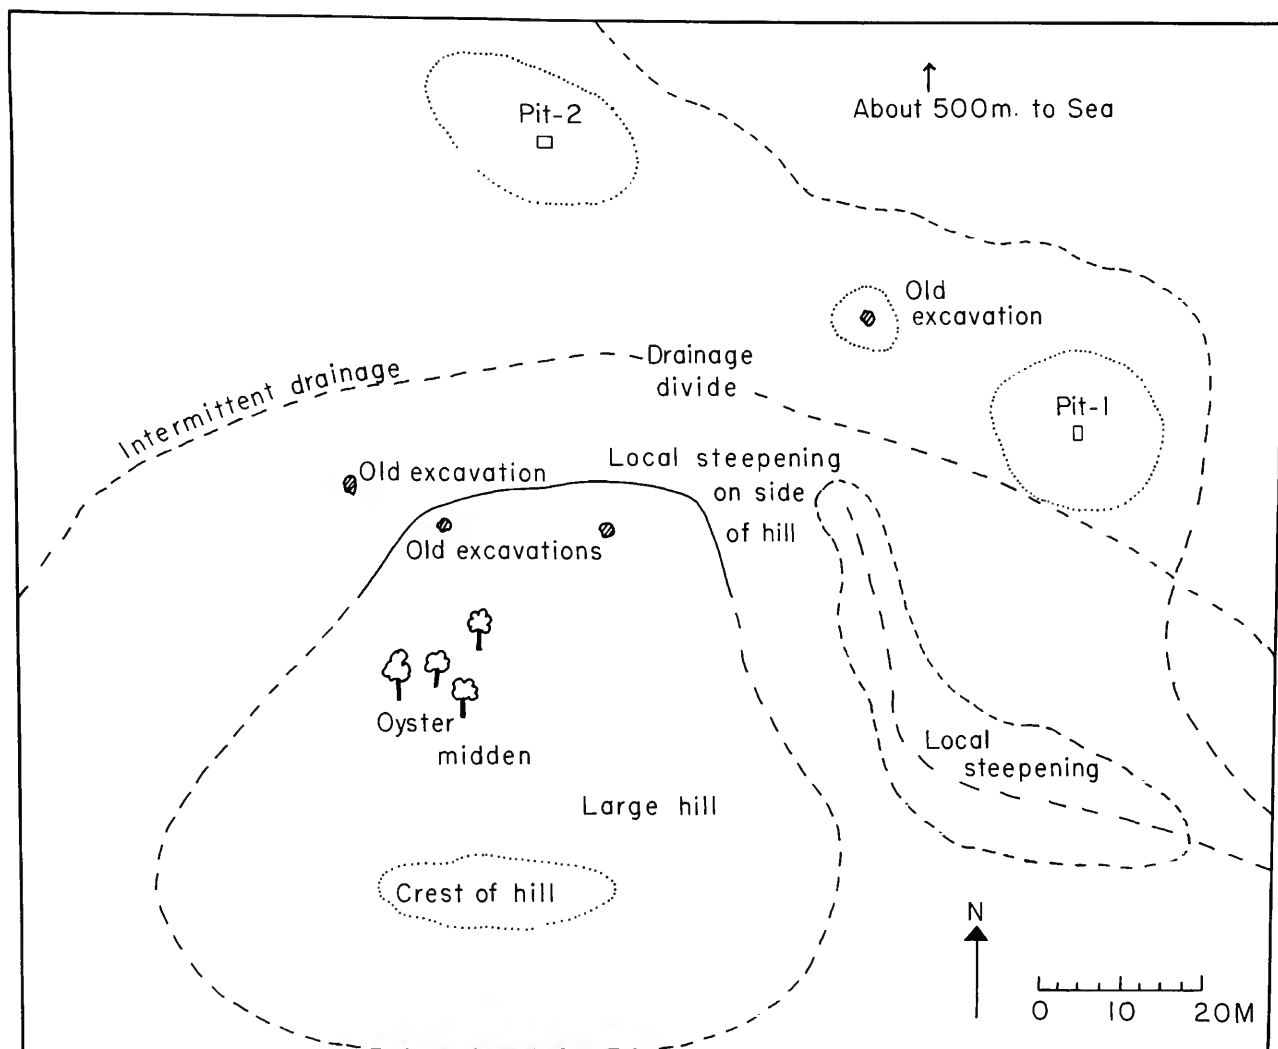 Pit-2
About 500m. to Sea
Old
excavation
Drainage
divide
Intermittent drainage
Pit-1
Old excavation
Local steepening
on side
of hill
Old excavations
Oyster
midden
Local
steepening
Large hill
Crest of hill
N
0 10 20M